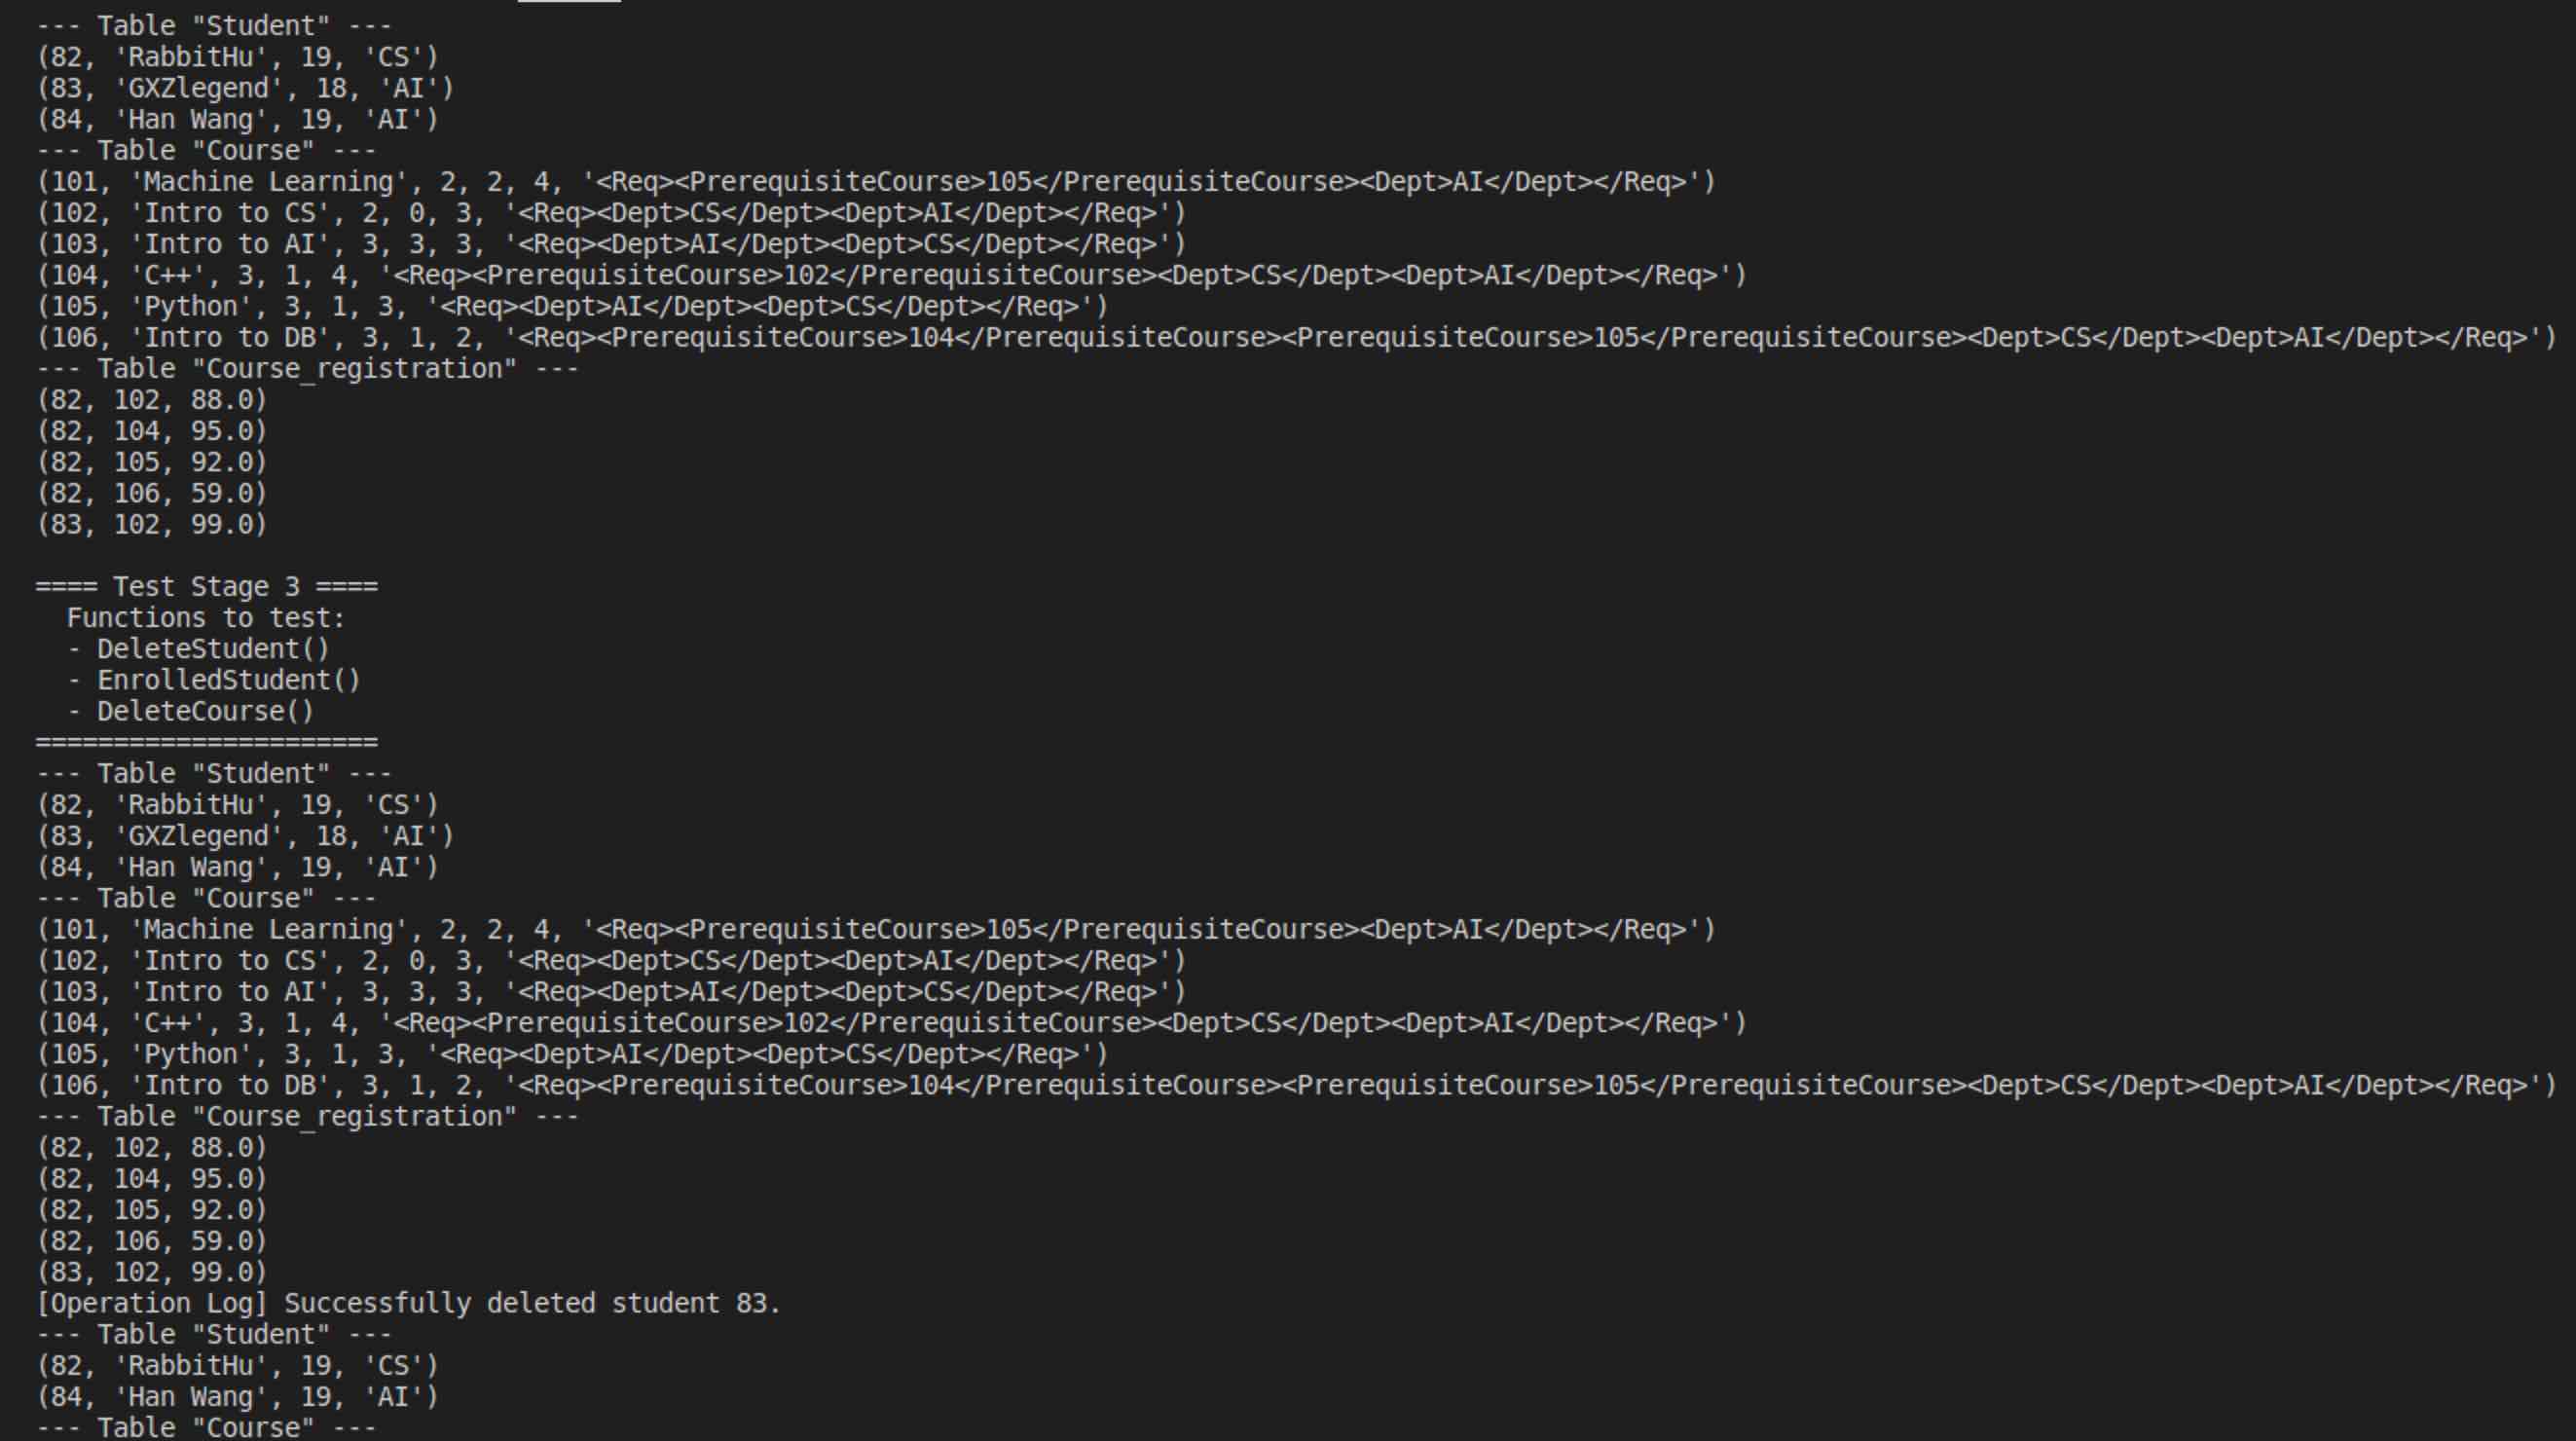 --- Table "Student" ---
(82, 'RabbitHu', 19, 'CS')
(83, 'GXZlegend', 18, 'AI')
(84, 'Han Wang', 19, 'AI')
--- Table "Course" ---
(101, 'Machine Learning', 2, 2, 4, '<Req><PrerequisiteCourse>105</PrerequisiteCourse><Dept>AI</Dept></Req>')
(102, 'Intro to CS', 2, 0, 3, '<Req><Dept>CS</Dept><Dept>AI</Dept></Req>')
(103, 'Intro to AI', 3, 3, 3, '<Req><Dept>AI</Dept><Dept>CS</Dept></Req>')
(104, 'C++', 3, 1, 4, '<Req><PrerequisiteCourse>102</PrerequisiteCourse><Dept>CS</Dept><Dept>AI</Dept></Req>')
(105, 'Python', 3, 1, 3, '<Req><Dept>AI</Dept><Dept>CS</Dept></Req>')
(106, 'Intro to DB', 3, 1, 2, '<Req><PrerequisiteCourse>104</PrerequisiteCourse><PrerequisiteCourse>105</PrerequisiteCourse><Dept>CS</Dept><Dept>AI</Dept></Req>')
--- Table "Course_registration" ---
(82, 102, 88.0)
(82, 104, 95.0)
(82, 105, 92.0)
(82, 106, 59.0)
(83, 102, 99.0)
==== Test Stage 3 ====
Functions to test:
- DeleteStudent()
- EnrolledStudent()
- DeleteCourse()
======================
--- Table "Student" ---
(82, 'RabbitHu', 19, 'CS')
(83, 'GXZlegend', 18, 'AI')
(84, 'Han Wang', 19, 'AI')
--- Table "Course" ---
(101, 'Machine Learning', 2, 2, 4, '<Req><PrerequisiteCourse>105</PrerequisiteCourse><Dept>AI</Dept></Req>')
(102, 'Intro to CS', 2, 0, 3, '<Req><Dept>CS</Dept><Dept>AI</Dept></Req>')
(103, 'Intro to AI', 3, 3, 3, '<Req><Dept>AI</Dept><Dept>CS</Dept></Req>')
(104, 'C++', 3, 1, 4, '<Req><PrerequisiteCourse>102</PrerequisiteCourse><Dept>CS</Dept><Dept>AI</Dept></Req>')
(105, 'Python', 3, 1, 3, '<Req><Dept>AI</Dept><Dept>CS</Dept></Req>')
(106, 'Intro to DB', 3, 1, 2, '<Req><PrerequisiteCourse>104</PrerequisiteCourse><PrerequisiteCourse>105</PrerequisiteCourse><Dept>CS</Dept><Dept>AI</Dept></Req>')
--- Table "Course_registration" ---
(82, 102, 88.0)
(82, 104, 95.0)
(82, 105, 92.0)
(82, 106, 59.0)
(83, 102, 99.0)
[Operation Log] Successfully deleted student 83.
--- Table "Student" ---
(82, 'RabbitHu', 19, 'CS')
(84, 'Han Wang', 19, 'AI')
--- Table "Course" ---